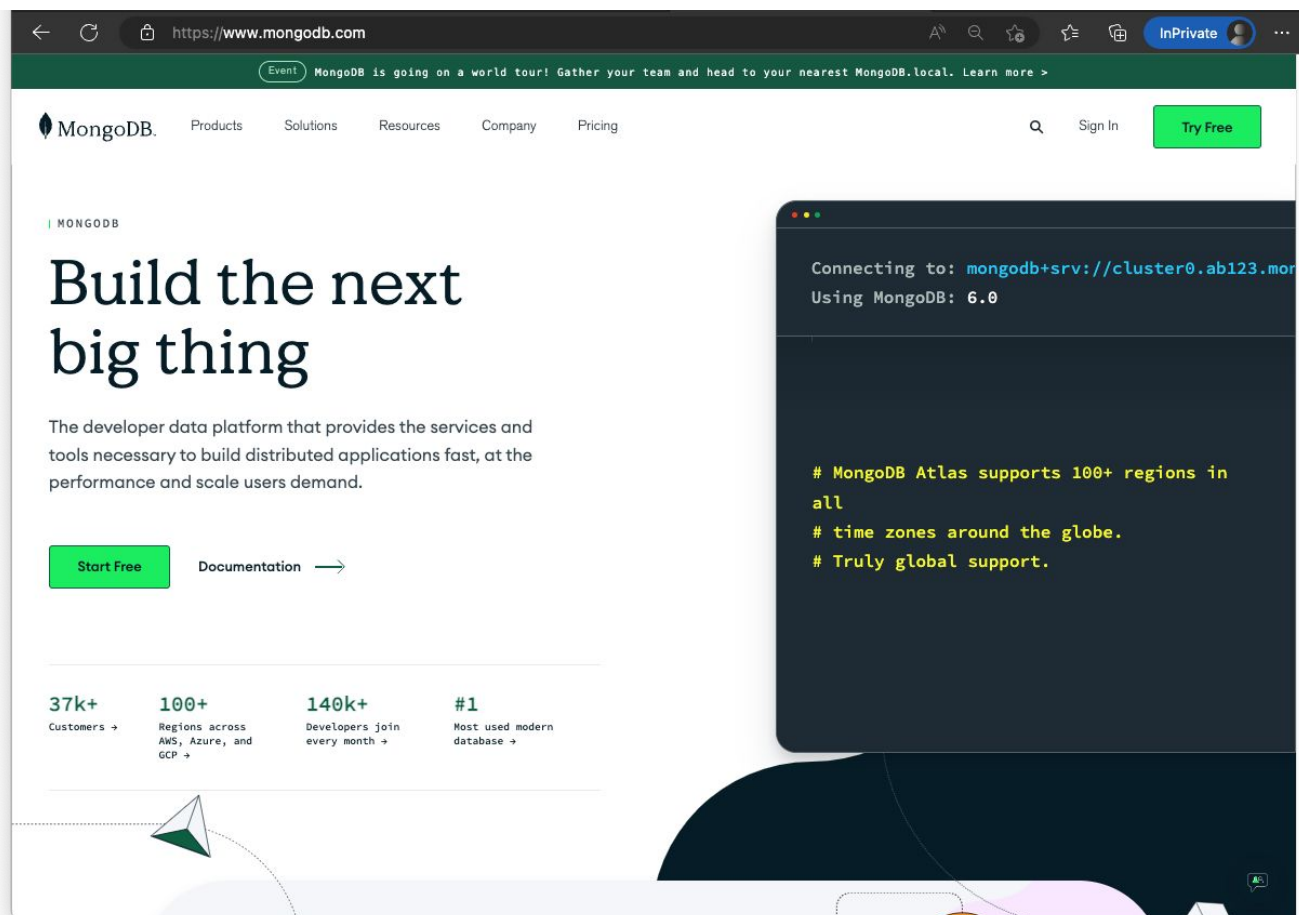 https://www.mongodb.com
InPrivate
Event MongoDB is going on a world tour! Gather your team and head to your nearest MongoDB.local. Learn more >
MongoDB. Products Solutions Resources Company Pricing Sign In Try Free
MONGODB
Build the next
big thing
The developer data platform that provides the services and
tools necessary to build distributed applications fast, at the
performance and scale users demand.
Start Free Documentation →
37k+
Customers →
100+
Regions across
AWS, Azure, and
GCP →
140k+
Developers join
every month →
#1
Most used modern
database →
Connecting to: mongodb+srv://cluster0.ab123.mon
Using MongoDB: 6.0
# MongoDB Atlas supports 100+ regions in
all
# time zones around the globe.
# Truly global support.